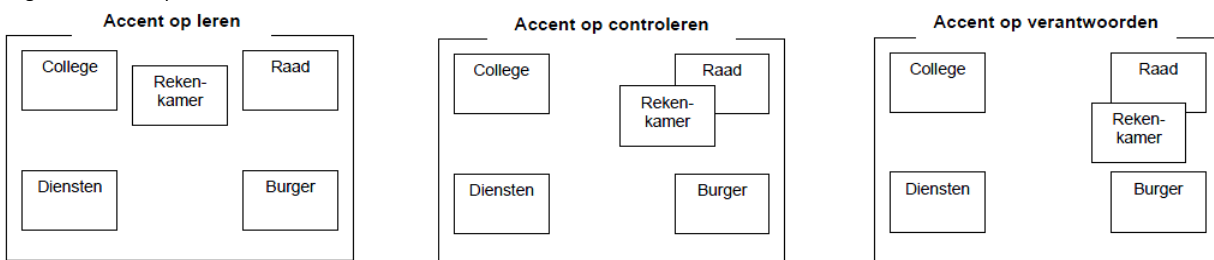 Accent op leren
College
Reken-
kamer
Raad
Diensten
Burger
Accent op controleren
College
Raad
Reken-
kamer
Diensten
Burger
Accent op verantwoorden
College
Raad
Reken-
kamer
Diensten
Burger